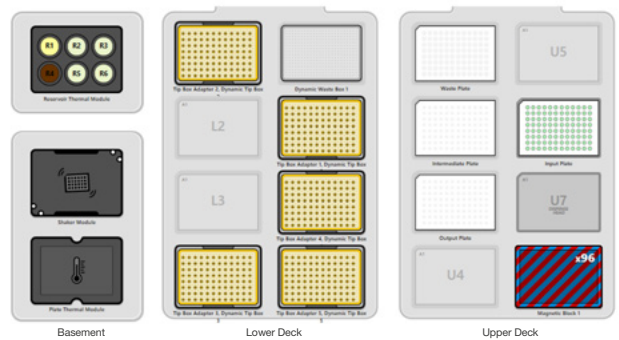 R1 R2 R3
R4 R5 R6
Reservoir Thermal Module
Shaker Module
Plate Thermal Module
Basement
Tip Box Adapter 2, Dynamic Tip Box
Dynamic Waste Box 1
L2
Tip Box Adapter 1, Dynamic Tip Box
L3
Tip Box Adapter 4, Dynamic Tip Box
Tip Box Adapter 3, Dynamic Tip Box
Tip Box Adapter 5, Dynamic Tip Box
Lower Deck
Waste Plate
U5
Intermediate Plate
Input Plate
Output Plate
U7
U4
x96
Magnetic Block 1
Upper Deck